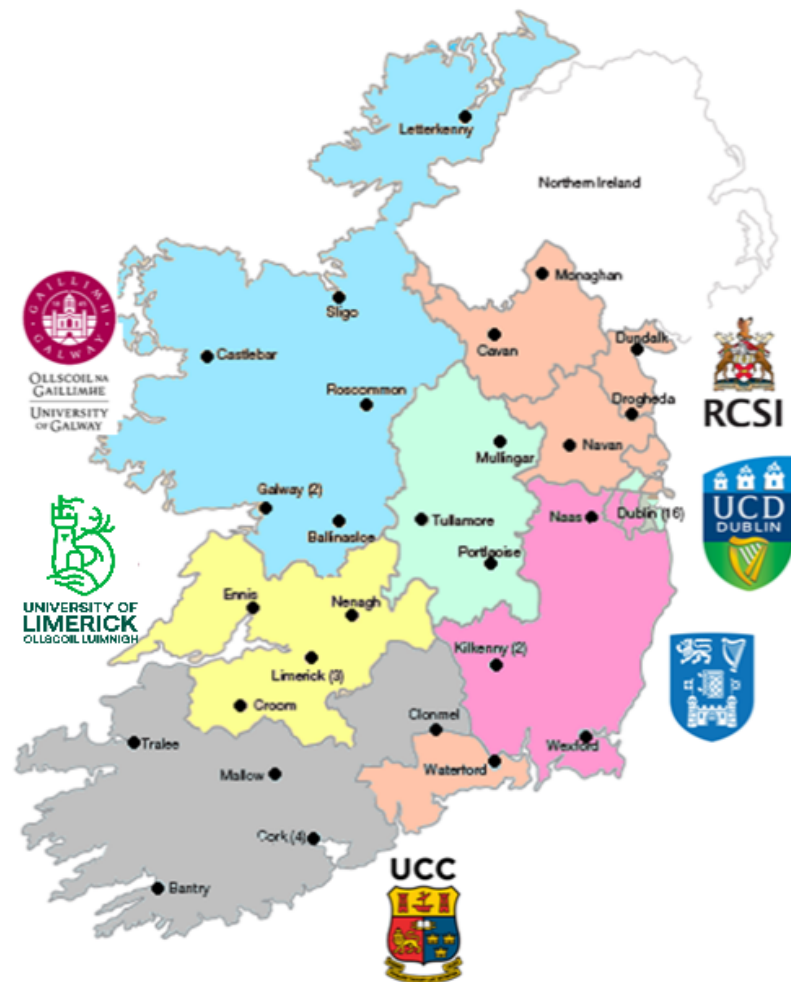 Letterkenny
Northern Ireland
Monaghan
Sligo
Cavan
Dundalk
Castlebar
GAILLIMH
GALWAY
OLLSCOIL NA
GAILLIMHE
UNIVERSITY
OF GALWAY
Roscommon
Drogheda
RCSI
Navan
Mullingar
Galway (2)
Ballinasloe
Tullamore
Naas
Dublin (16)
UCD
DUBLIN
Portlaoise
UNIVERSITY OF
LIMERICK
OLLSCOIL LUIMNIGH
Ennis
Nenagh
Kilkenny (2)
Limerick (3)
Croom
Clonmel
Wexford
Tralee
Waterford
Mallow
Cork (4)
Bantry
UCC